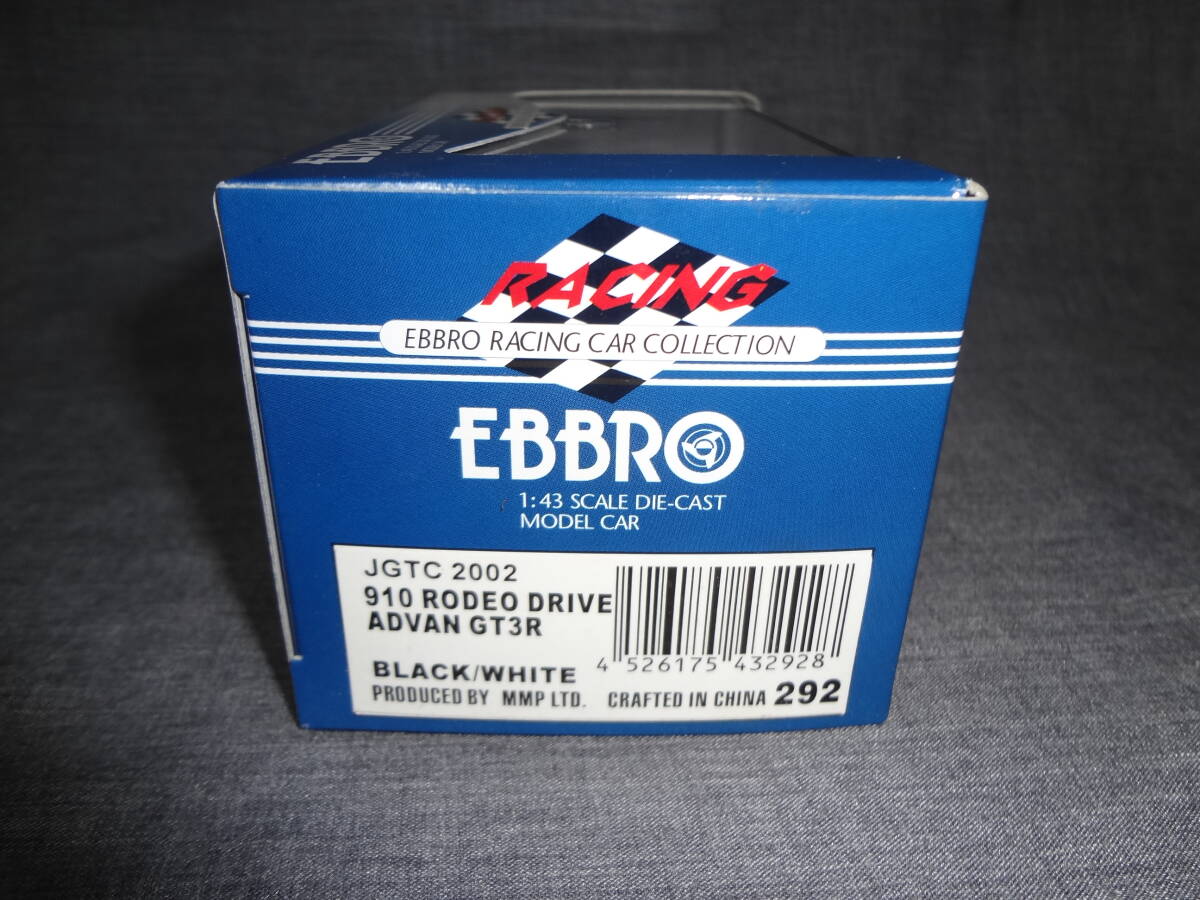 EBBRO
RACING
EBBRO RACING CAR COLLECTION
EBBRO
1:43 SCALE DIE-CAST
MODEL CAR
JGTC 2002
910 RODEO DRIVE
ADVAN GT3R
BLACK/WHITE
4 526175 432928
PRODUCED BY MMP LTD. CRAFTED IN CHINA 292